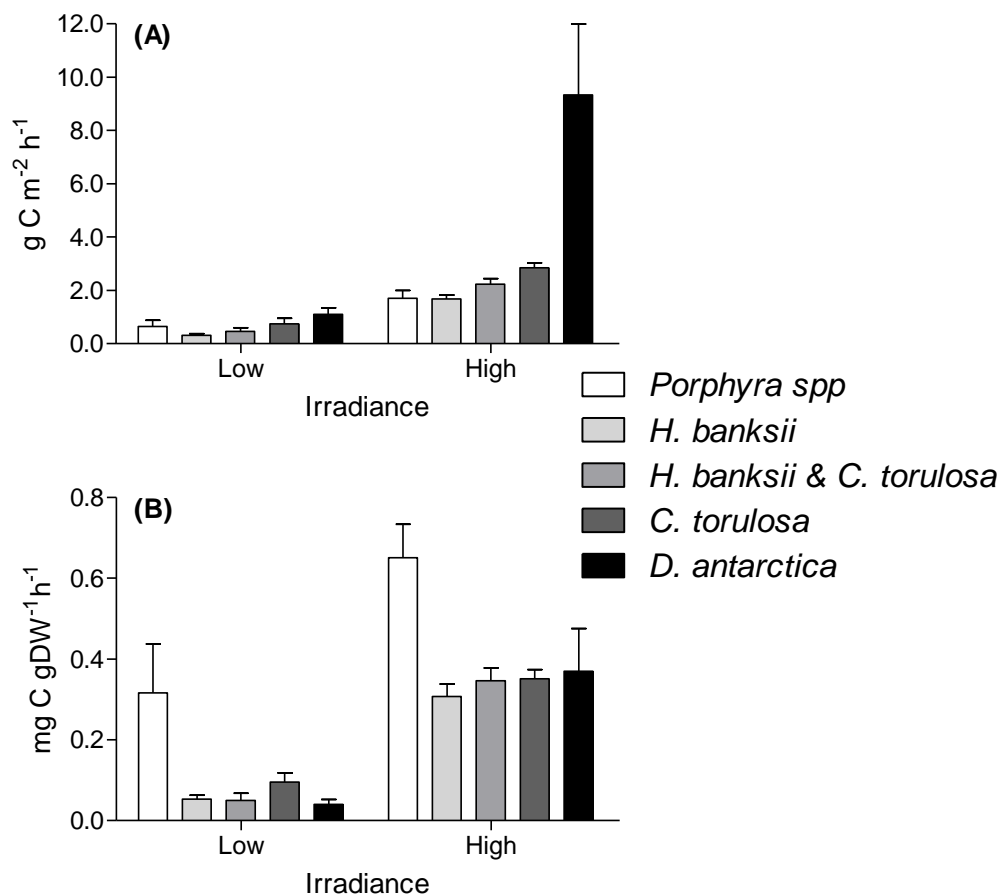 (A)
12.0
10.0
8.0
6.0
4.0
2.0
0.0
g C m⁻² h⁻¹
Low
High
Irradiance
Porphyra spp
H. banksii
H. banksii & C. torulosa
C. torulosa
D. antarctica
(B)
0.8
0.6
0.4
0.2
0.0
mg C gDW⁻¹h⁻¹
Low
High
Irradiance